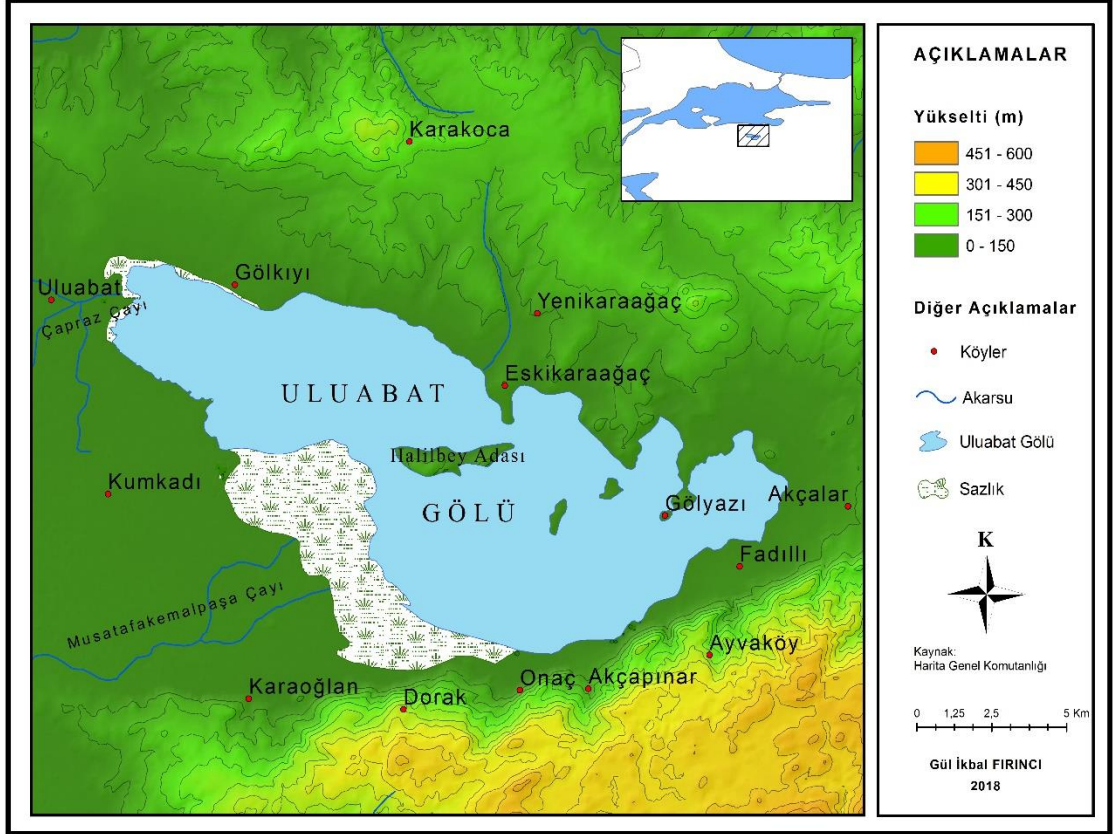 Karakoca
Uluabat
Gölkıyı
Çapraz Çayı
Yenikaraağaç
Eskikaraağaç
ULUABAT
Halilbey Adası
Kumkadı
GÖLÜ
Gölyazı
Akçalar
Fadıllı
Musatafakemalpaşa Çayı
Ayvaköy
Karaoğlan
Dorak
Onaç
Akçapınar
AÇIKLAMALAR
Yükselti (m)
451 - 600
301 - 450
151 - 300
0 - 150
Diğer Açıklamalar
Köyler
Akarsu
Uluabat Gölü
Sazlık
K
Kaynak:
Harita Genel Komutanlığı
0 1,25 2,5 5 Km
Gül İkbal FIRINCI
2018